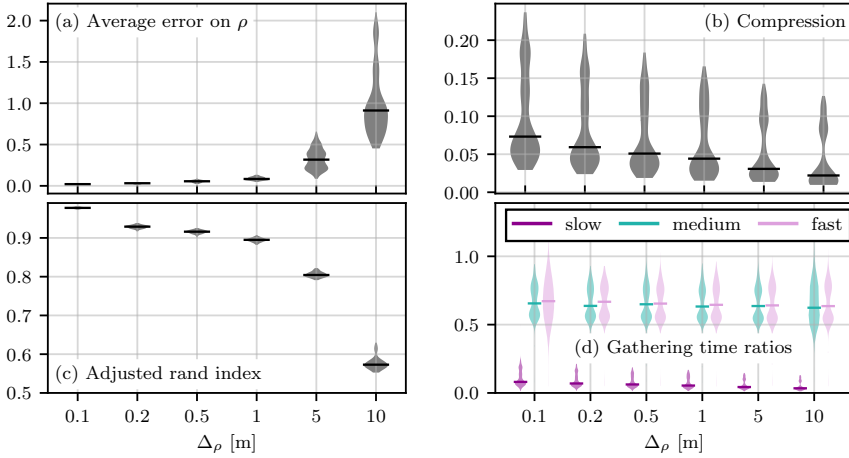 (a) Average error on ρ
2.0
1.5
1.0
0.5
0.0
(b) Compression
0.20
0.15
0.10
0.05
0.00
(c) Adjusted rand index
0.9
0.8
0.7
0.6
0.5
0.1 0.2 0.5 1 5 10
Δρ [m]
slow medium fast
1.0
0.5
0.0
(d) Gathering time ratios
0.1 0.2 0.5 1 5 10
Δρ [m]